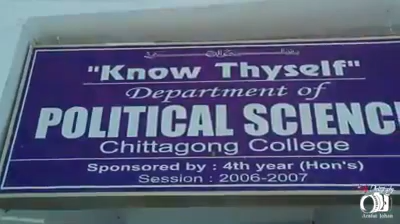 "Know Thyself"
Department of
POLITICAL SCIENC
Chittagong College
Sponsored by : 4th year (Hon's)
Session : 2006-2007